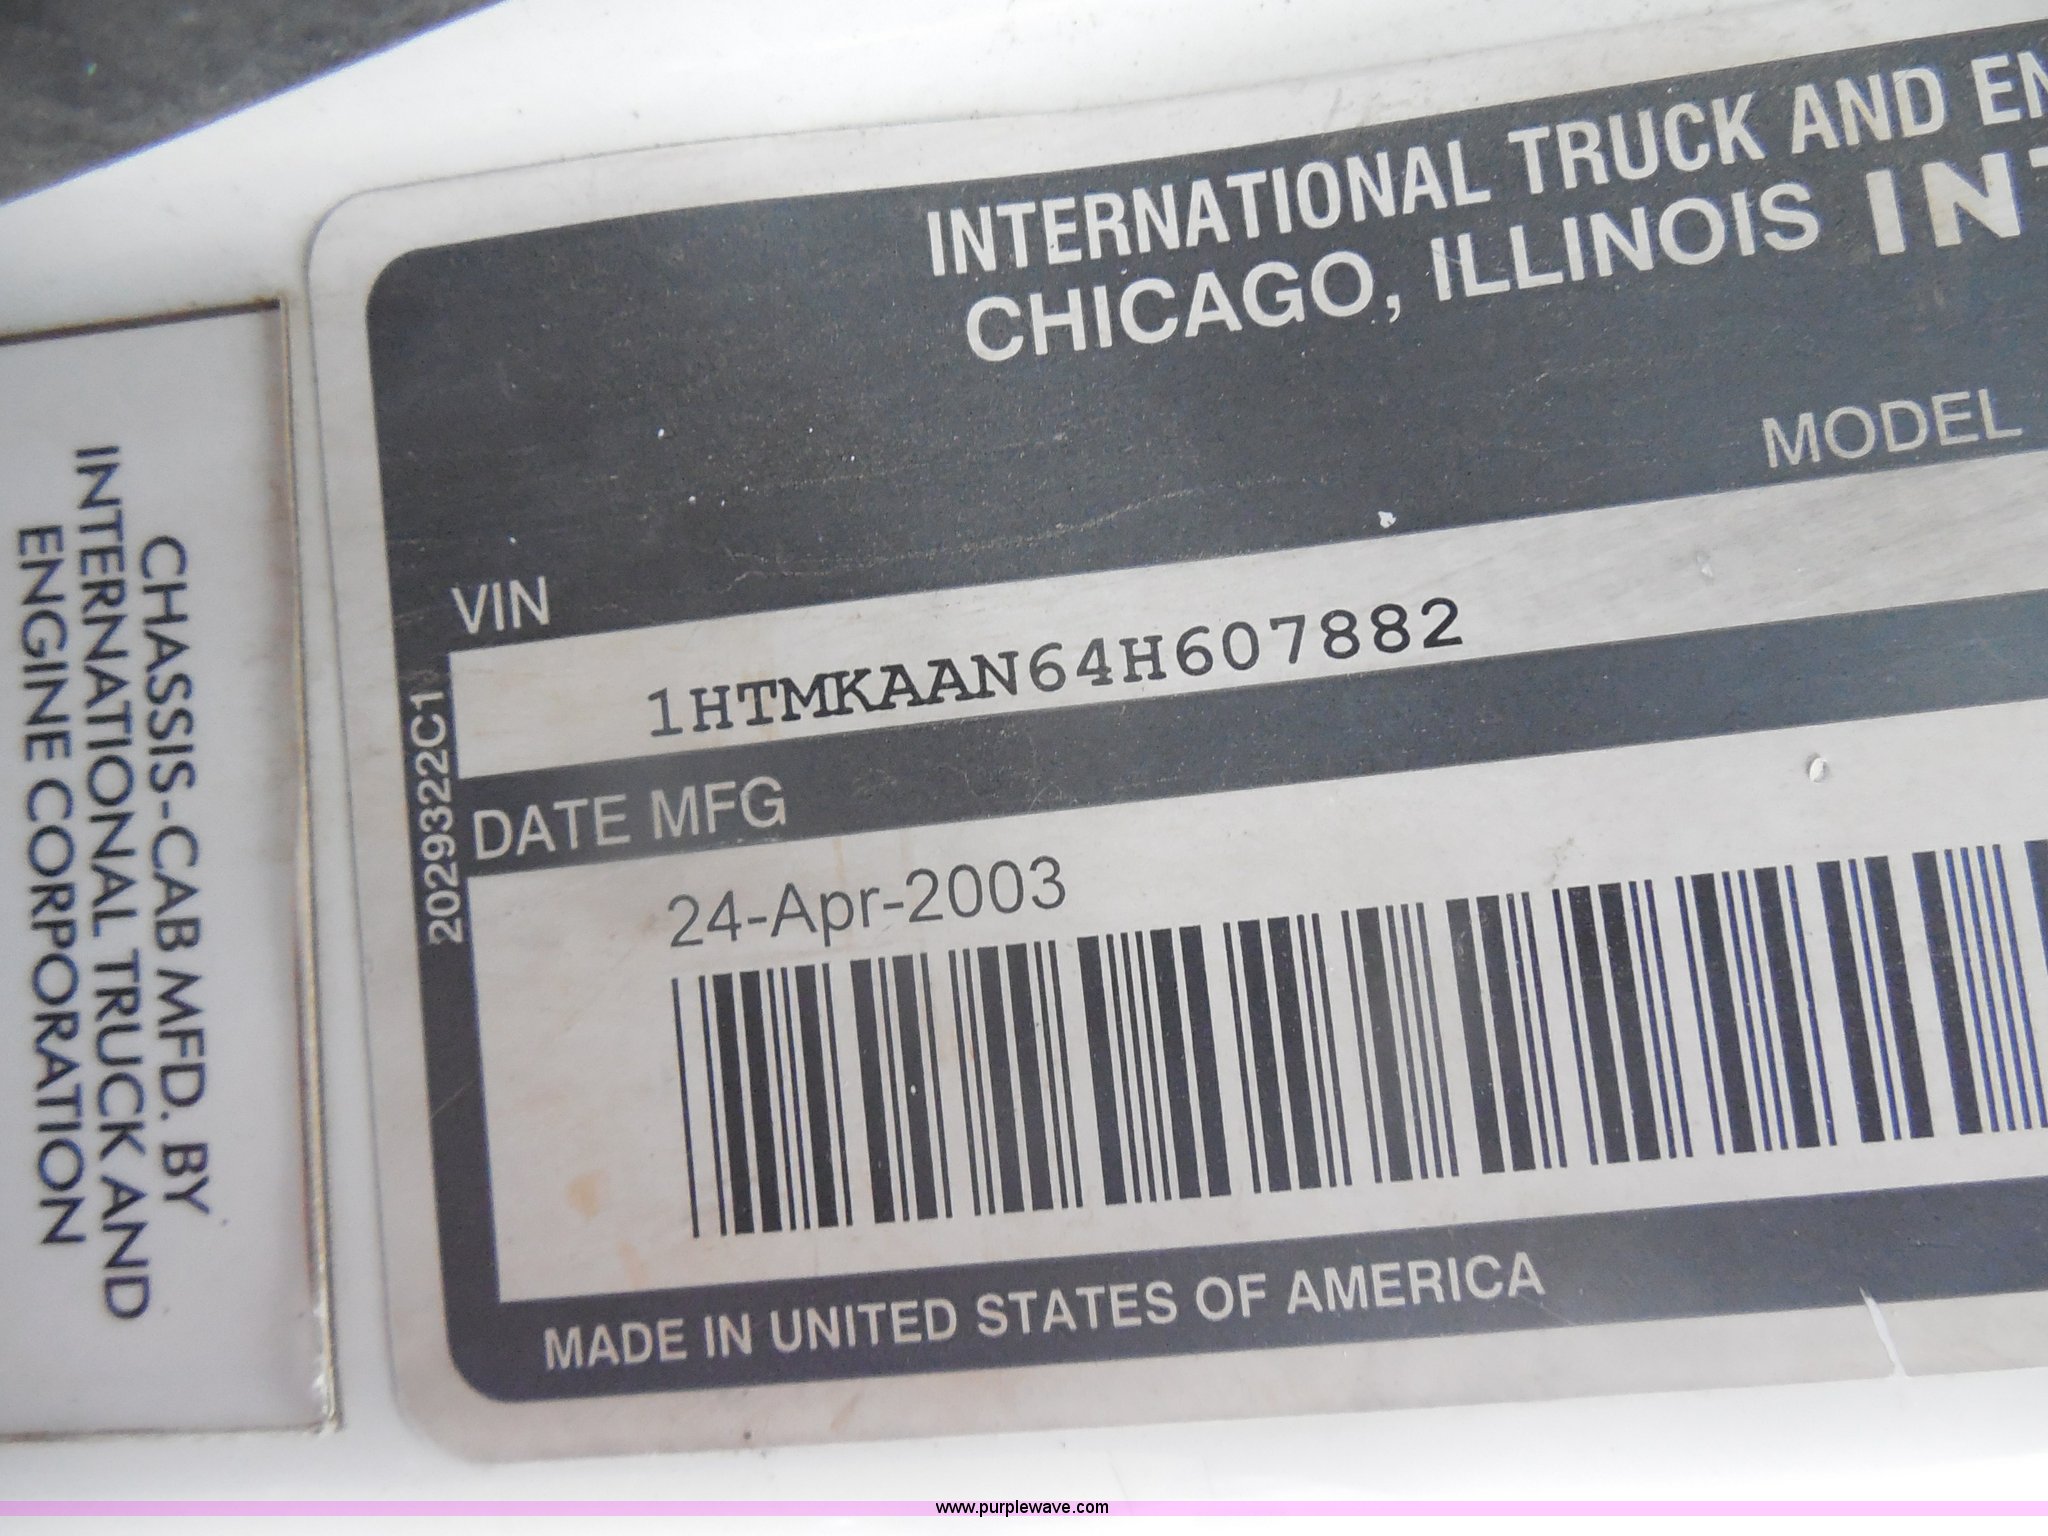 INTERNATIONAL TRUCK AND EN
CHICAGO, ILLINOIS INT
MODEL
VIN
1HTMKAAN64H607882
DATE MFG
24-Apr-2003
2029322C1
MADE IN UNITED STATES OF AMERICA
CHASSIS-CAB MFD. BY
INTERNATIONAL TRUCK AND
ENGINE CORPORATION
www.purplewave.com